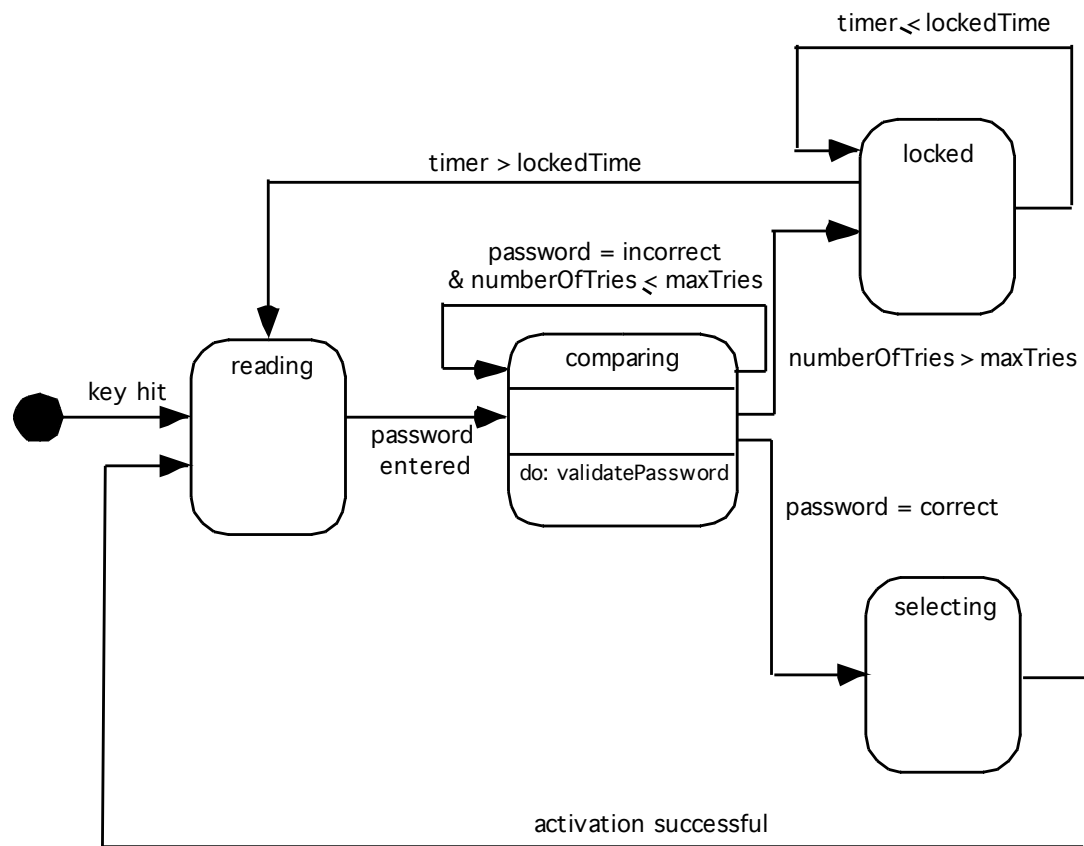 timer ≤ lockedTime
locked
timer > lockedTime
password = incorrect
& numberOfTries ≤ maxTries
comparing
numberOfTries > maxTries
reading
key hit
password
entered
do: validatePassword
password = correct
selecting
activation successful